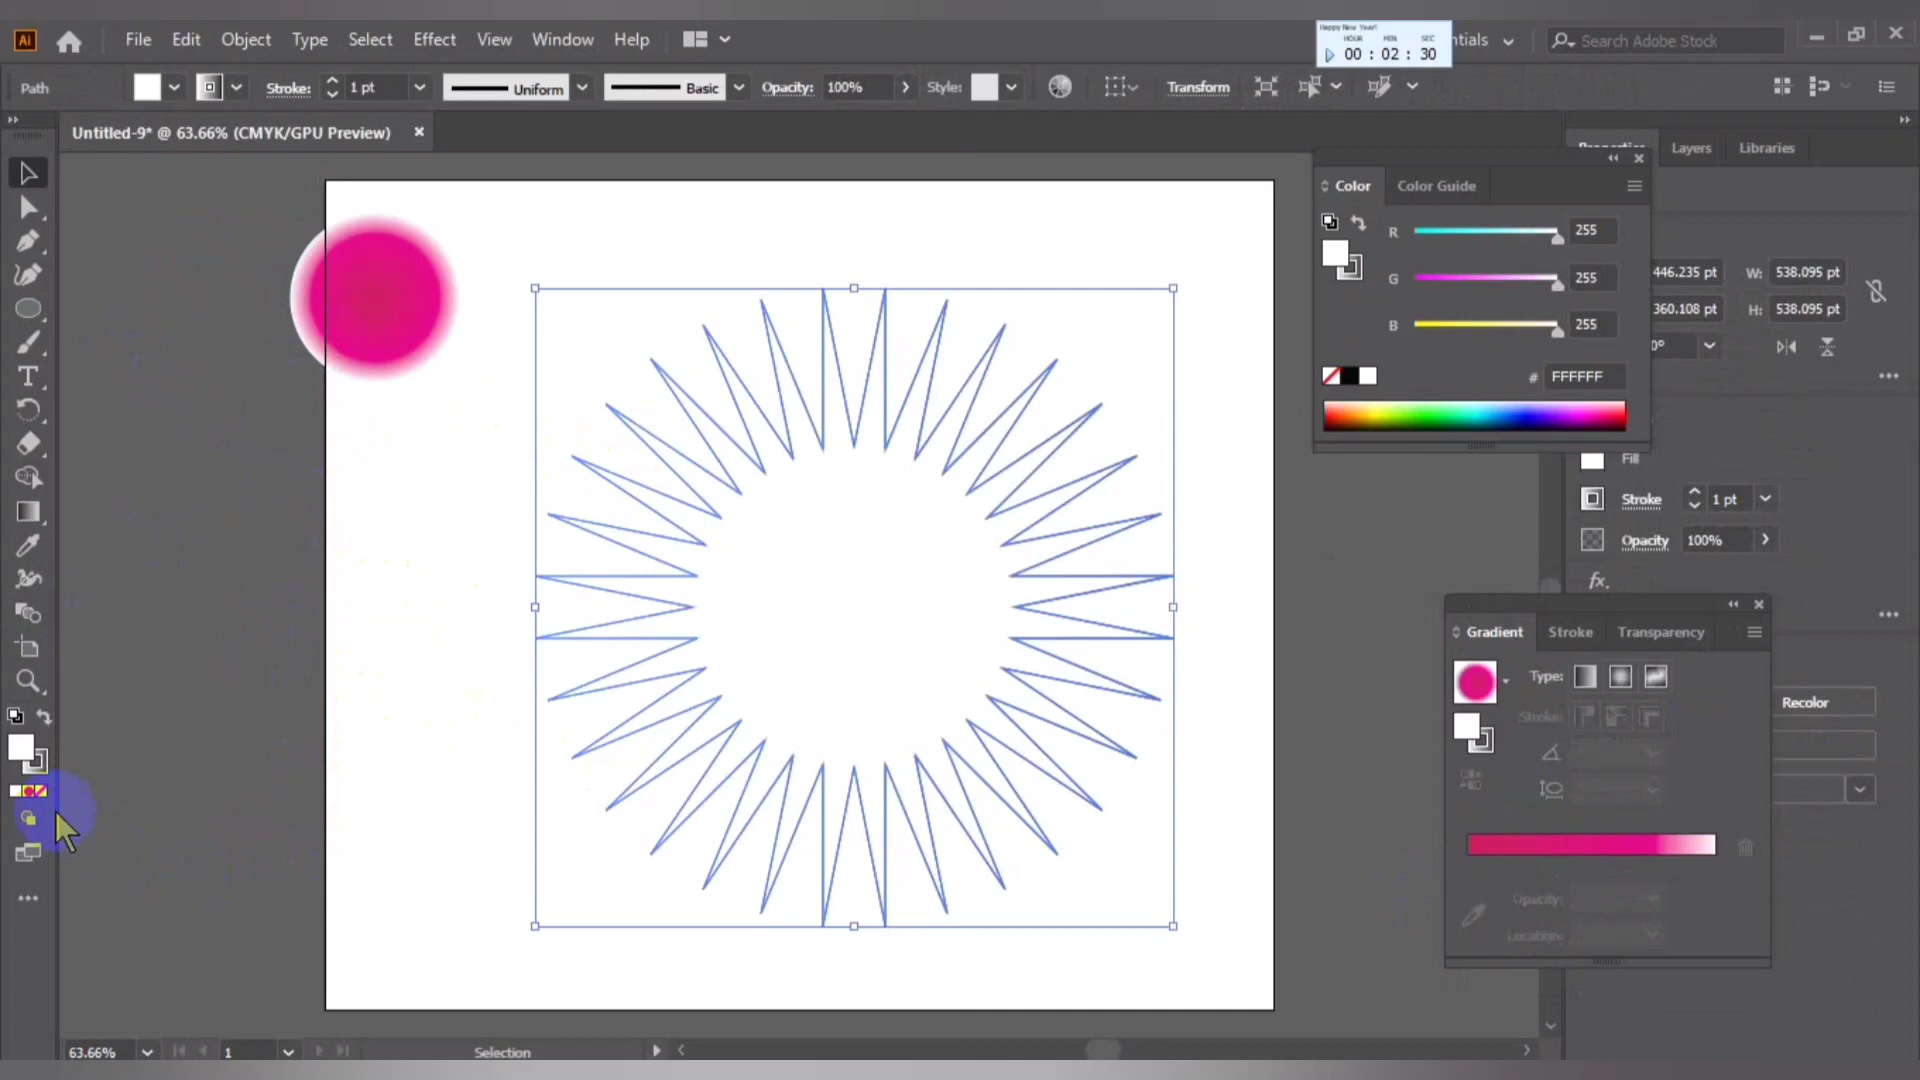 Ai File Edit Object Type Select Effect View Window Help
Happy New Year!
HOUR MIN SEC
00 : 02 : 30
ntials
Search Adobe Stock
Path Stroke: 1 pt Uniform Basic Opacity: 100% Style: Transform
Untitled-9* @ 63.66% (CMYK/GPU Preview)
Properties Layers Libraries
Color Color Guide
R 255
G 255
B 255
# FFFFFF
446.235 pt W: 538.095 pt
360.108 pt H: 538.095 pt
0°
Fill
Stroke 1 pt
Opacity 100%
fx.
Gradient Stroke Transparency
Type:
Stroke:
Recolor
Opacity:
Location:
63.66% 1 Selection